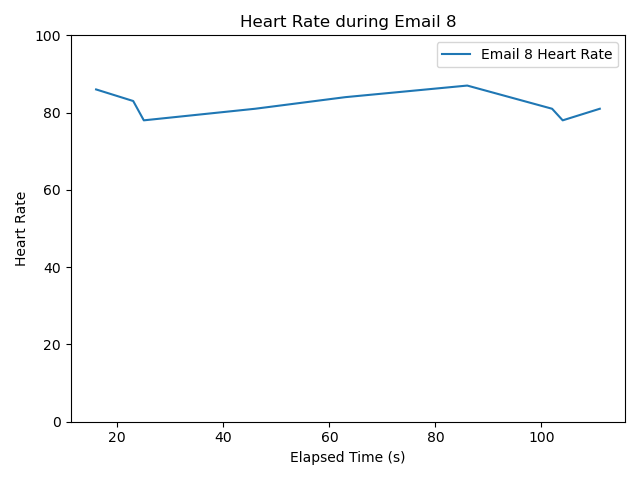 Heart Rate during Email 8
Email 8 Heart Rate
100
80
60
40
20
0
Heart Rate
20 40 60 80 100
Elapsed Time (s)